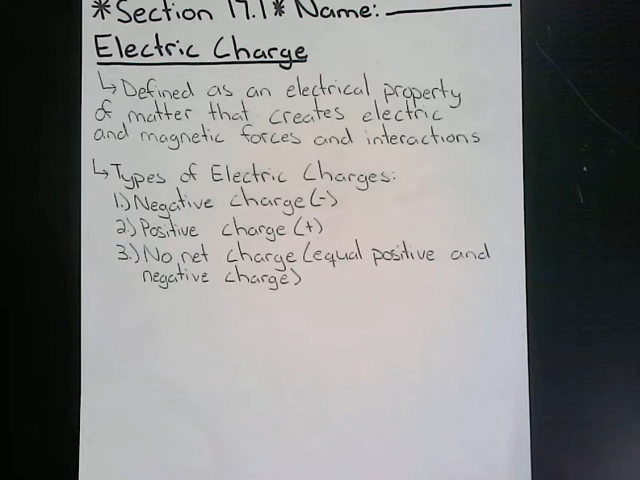 *Section 17.1* Name:
Electric Charge
↳Defined as an electrical property
of matter that creates electric
and magnetic forces and interactions
↳Types of Electric Charges:
1.) Negative charge (-)
2.) Positive charge (+)
3.) No net charge (equal positive and
negative charge)